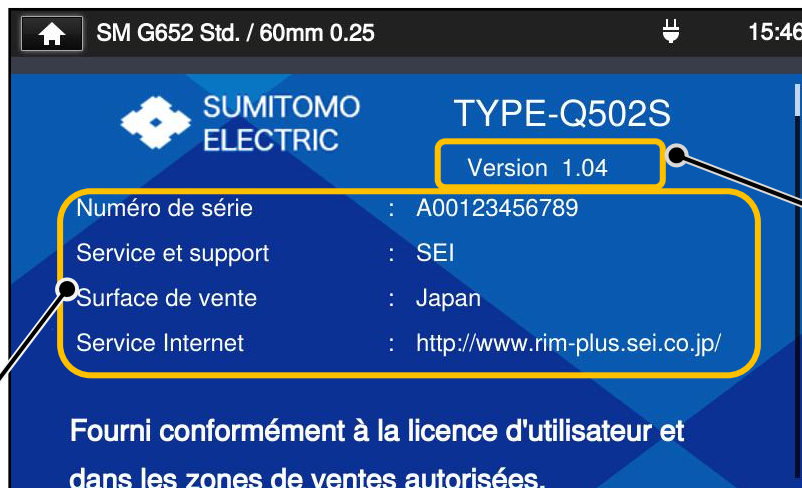 SM G652 Std. / 60mm 0.25 15:46
SUMITOMO
ELECTRIC
TYPE-Q502S
Version 1.04
Numéro de série : A00123456789
Service et support : SEI
Surface de vente : Japan
Service Internet : http://www.rim-plus.sei.co.jp/
Fourni conformément à la licence d'utilisateur et
dans les zones de ventes autorisées.